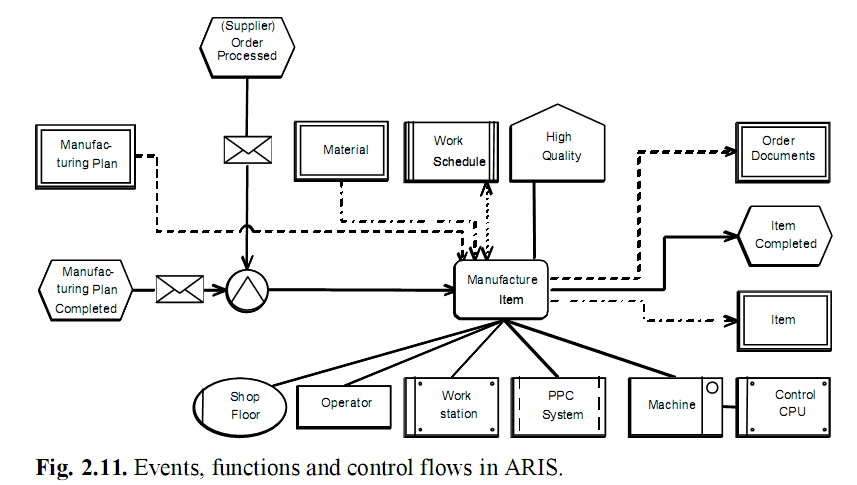 (Supplier)
Order
Processed
Manufac-
turing Plan
Material
Work
Schedule
High
Quality
Order
Documents
Item
Completed
Manufac-
turing Plan
Completed
Manufacture
Item
Item
Shop
Floor
Operator
Work
station
PPC
System
Machine
Control
CPU
Fig. 2.11. Events, functions and control flows in ARIS.